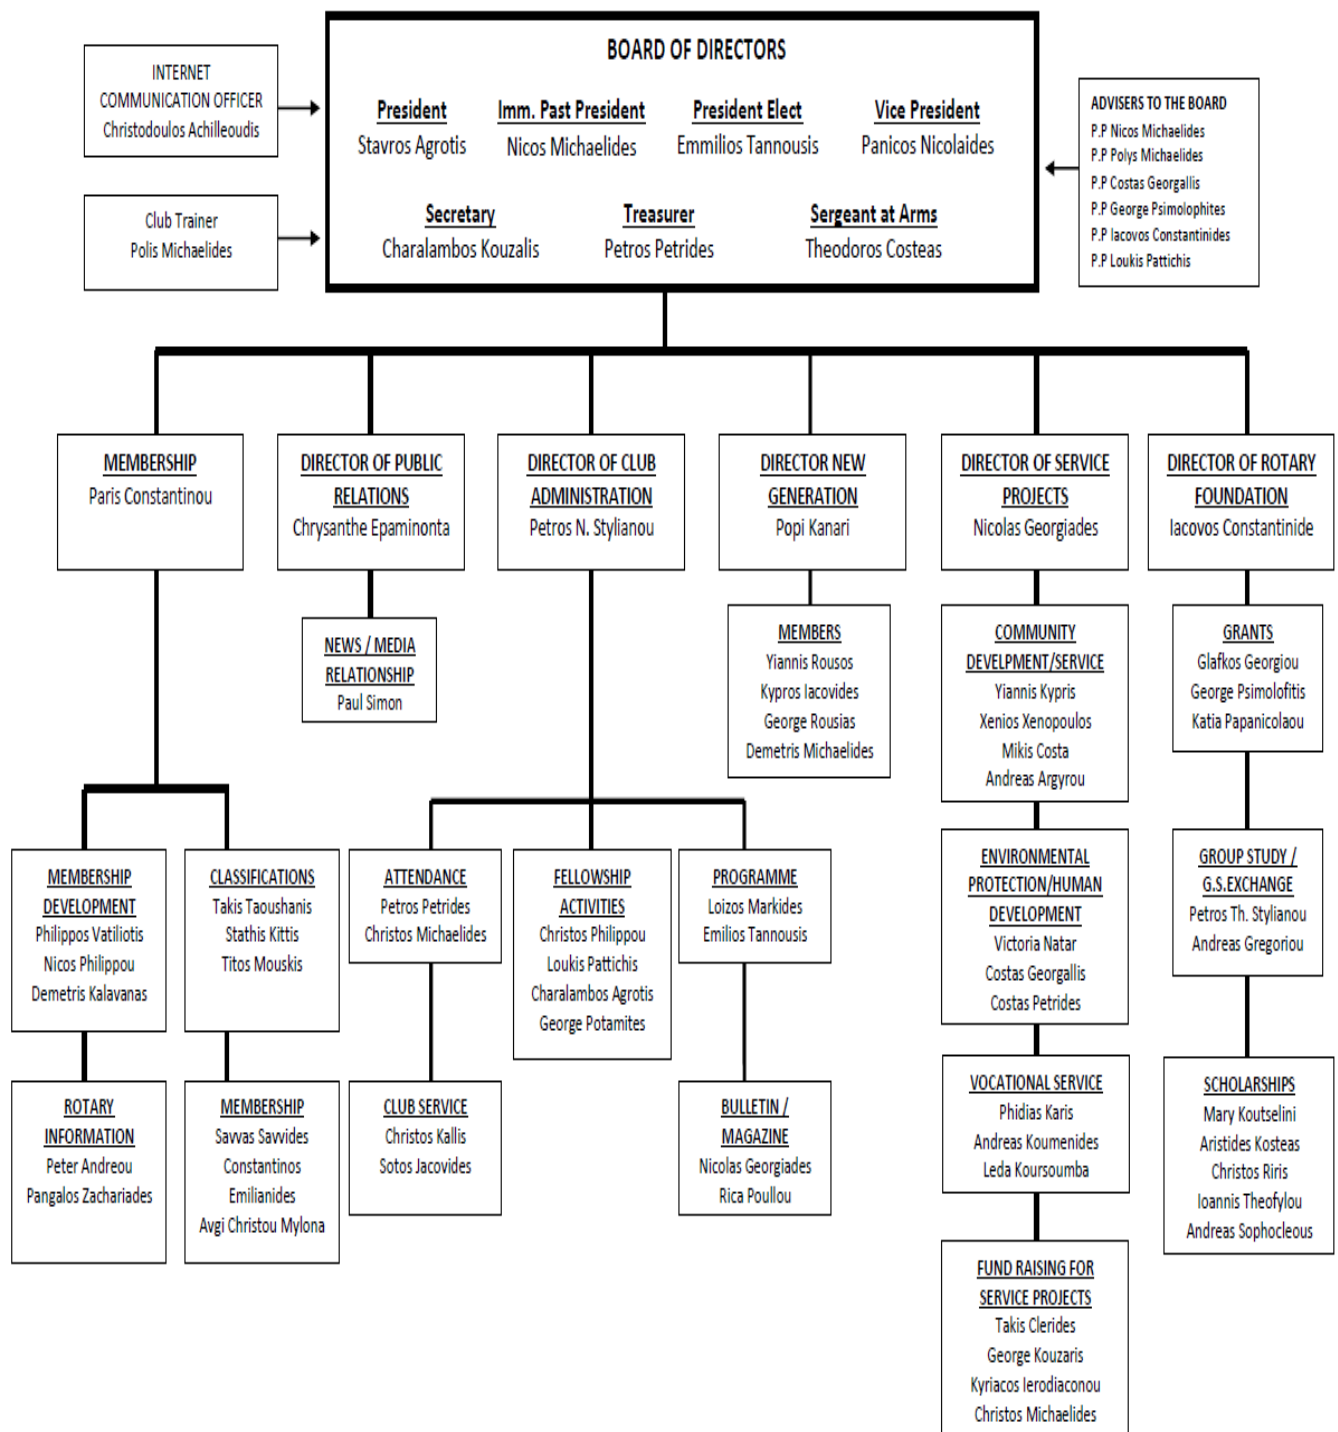 BOARD OF DIRECTORS
President
Stavros Agrotis
Imm. Past President
Nicos Michaelides
President Elect
Emmilios Tannousis
Vice President
Panicos Nicolaides
Secretary
Charalambos Kouzalis
Treasurer
Petros Petrides
Sergeant at Arms
Theodoros Costeas
INTERNET
COMMUNICATION OFFICER
Christodoulos Achilleoudis
Club Trainer
Polis Michaelides
ADVISERS TO THE BOARD
P.P Nicos Michaelides
P.P Polys Michaelides
P.P Costas Georgallis
P.P George Psimolophites
P.P Iacovos Constantinides
P.P Loukis Pattichis
MEMBERSHIP
Paris Constantinou
DIRECTOR OF PUBLIC
RELATIONS
Chrysanthe Epaminonta
DIRECTOR OF CLUB
ADMINISTRATION
Petros N. Stylianou
DIRECTOR NEW
GENERATION
Popi Kanari
DIRECTOR OF SERVICE
PROJECTS
Nicolas Georgiades
DIRECTOR OF ROTARY
FOUNDATION
Iacovos Constantinide
NEWS / MEDIA
RELATIONSHIP
Paul Simon
MEMBERS
Yiannis Rousos
Kypros Iacovides
George Rousias
Demetris Michaelides
COMMUNITY
DEVELPMENT/SERVICE
Yiannis Kypris
Xenios Xenopoulos
Mikis Costa
Andreas Argyrou
GRANTS
Glafkos Georgiou
George Psimolofitis
Katia Papanicolaou
MEMBERSHIP
DEVELOPMENT
Philippos Vatiliotis
Nicos Philippou
Demetris Kalavanas
CLASSIFICATIONS
Takis Taoushanis
Stathis Kittis
Titos Mouskis
ATTENDANCE
Petros Petrides
Christos Michaelides
FELLOWSHIP
ACTIVITIES
Christos Philippou
Loukis Pattichis
Charalambos Agrotis
George Potamites
PROGRAMME
Loizos Markides
Emilios Tannousis
ENVIRONMENTAL
PROTECTION/HUMAN
DEVELOPMENT
Victoria Natar
Costas Georgallis
Costas Petrides
GROUP STUDY /
G.S.EXCHANGE
Petros Th. Stylianou
Andreas Gregoriou
ROTARY
INFORMATION
Peter Andreou
Pangalos Zachariades
MEMBERSHIP
Savvas Savvides
Constantinos
Emilianides
Avgi Christou Mylona
CLUB SERVICE
Christos Kallis
Sotos Jacovides
BULLETIN /
MAGAZINE
Nicolas Georgiades
Rica Poullou
VOCATIONAL SERVICE
Phidias Karis
Andreas Koumenides
Leda Koursoumba
SCHOLARSHIPS
Mary Koutselini
Aristides Kosteas
Christos Riris
Ioannis Theofylou
Andreas Sophocleous
FUND RAISING FOR
SERVICE PROJECTS
Takis Clerides
George Kouzaris
Kyriacos Ierodiaconou
Christos Michaelides